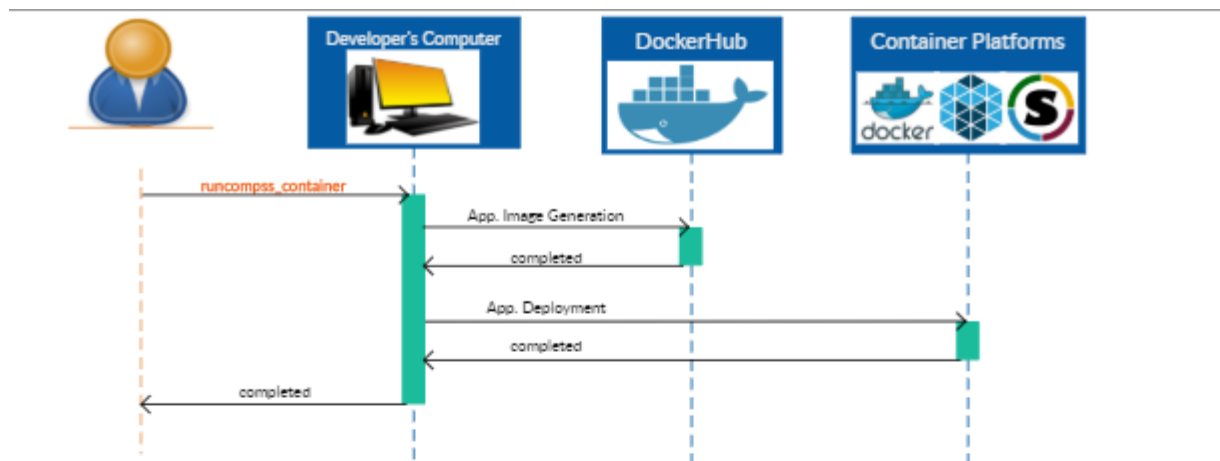 Developer's Computer
DockerHub
Container Platforms
docker
S
runcompss_container
App. Image Generation
completed
App. Deployment
completed
completed